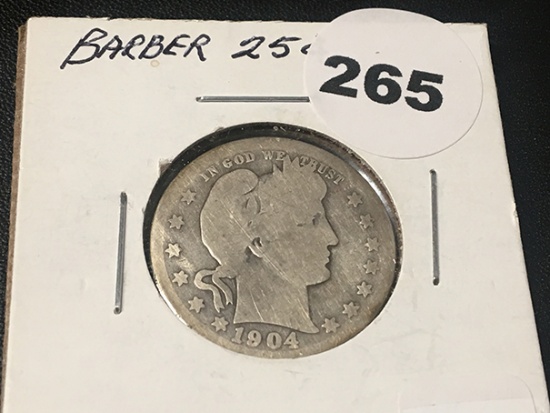 BARBER 25¢
265
IN GOD WE TRUST
1904